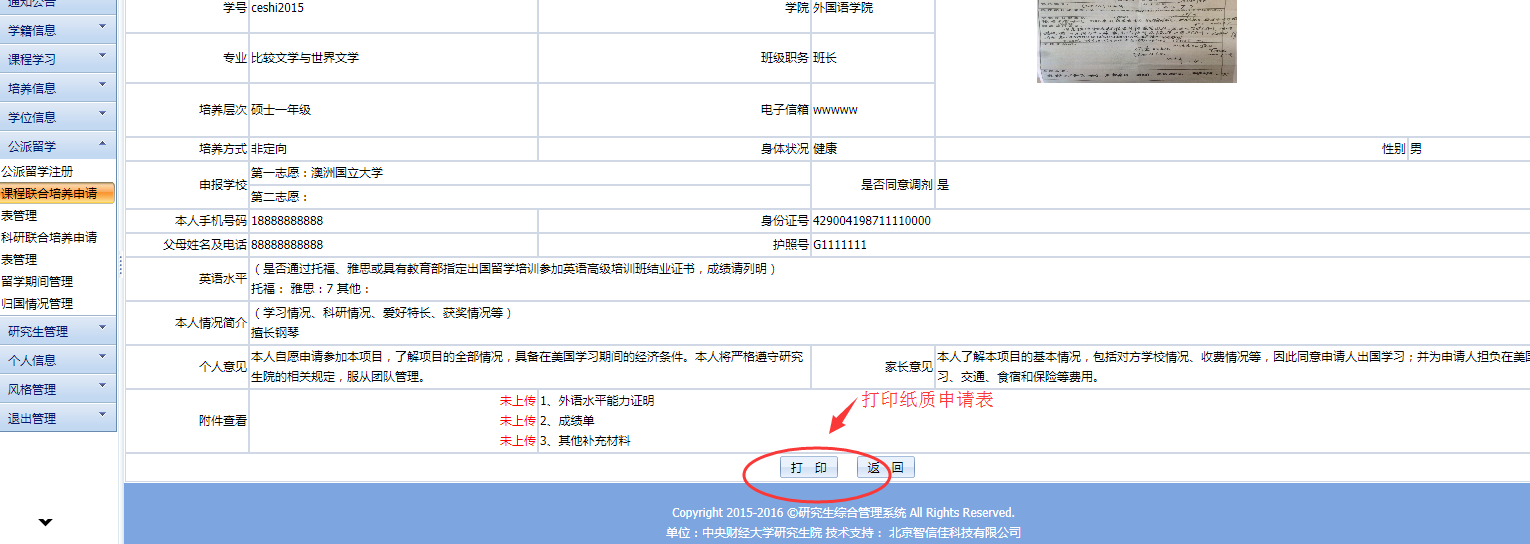 通知公告
学籍信息
课程学习
培养信息
学位信息
公派留学
公派留学注册
课程联合培养申请
表管理
科研联合培养申请
表管理
留学期间管理
归国情况管理
研究生管理
个人信息
风格管理
退出管理
学号 ceshi2015 学院 外国语学院
专业 比较文学与世界文学 班级职务 班长
培养层次 硕士一年级 电子信箱 wwwww
培养方式 非定向 身体状况 健康 性别 男
申报学校 第一志愿：澳洲国立大学
第二志愿：
是否同意调剂 是
本人手机号码 18888888888 身份证号 429004198711110000
父母姓名及电话 88888888888 护照号 G1111111
英语水平 （是否通过托福、雅思或具有教育部指定出国留学培训参加英语高级培训班结业证书，成绩请列明）
托福： 雅思：7 其他：
本人情况简介 （学习情况、科研情况、爱好特长、获奖情况等）
擅长钢琴
个人意见 本人自愿申请参加本项目，了解项目的全部情况，具备在美国学习期间的经济条件。本人将严格遵守研究
生院的相关规定，服从团队管理。
家长意见 本人了解本项目的基本情况，包括对方学校情况、收费情况等，因此同意申请人出国学习；并为申请人担负在美国
习、交通、食宿和保险等费用。
附件查看 未上传 1、外语水平能力证明
未上传 2、成绩单
未上传 3、其他补充材料
打印纸质申请表
打 印 返 回
Copyright 2015-2016 ©研究生综合管理系统 All Rights Reserved.
单位：中央财经大学研究生院 技术支持： 北京智信佳科技有限公司